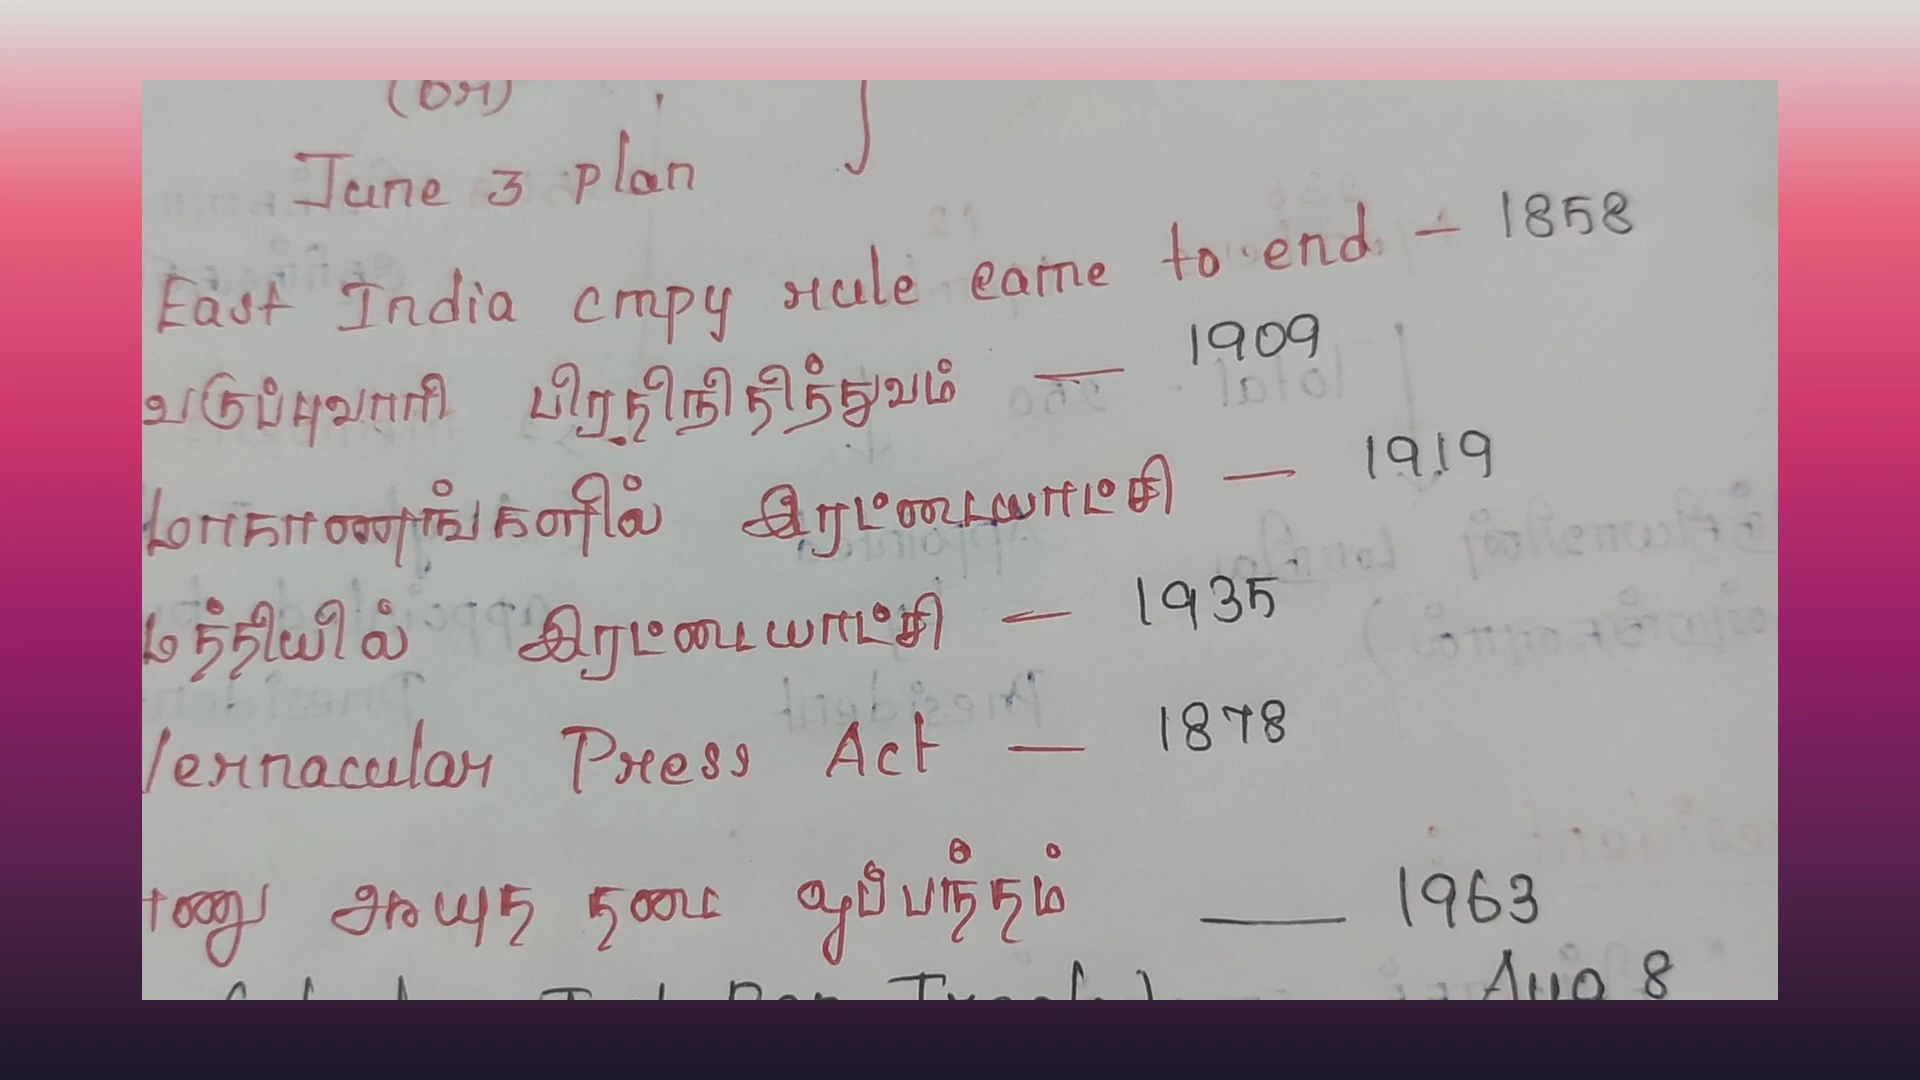 (or)
June 3 plan
East India cmpy rule came to end - 1858
வகுப்புவாரி பிரதிநிதித்துவம் — 1909
மாநாணங்களில் இரட்டையாட்சி — 1919
மத்தியில் இரட்டையாட்சி — 1935
Vernacular Press Act — 1878
அணு ஆயுத தடை ஒப்பந்தம் — 1963
Aug 8